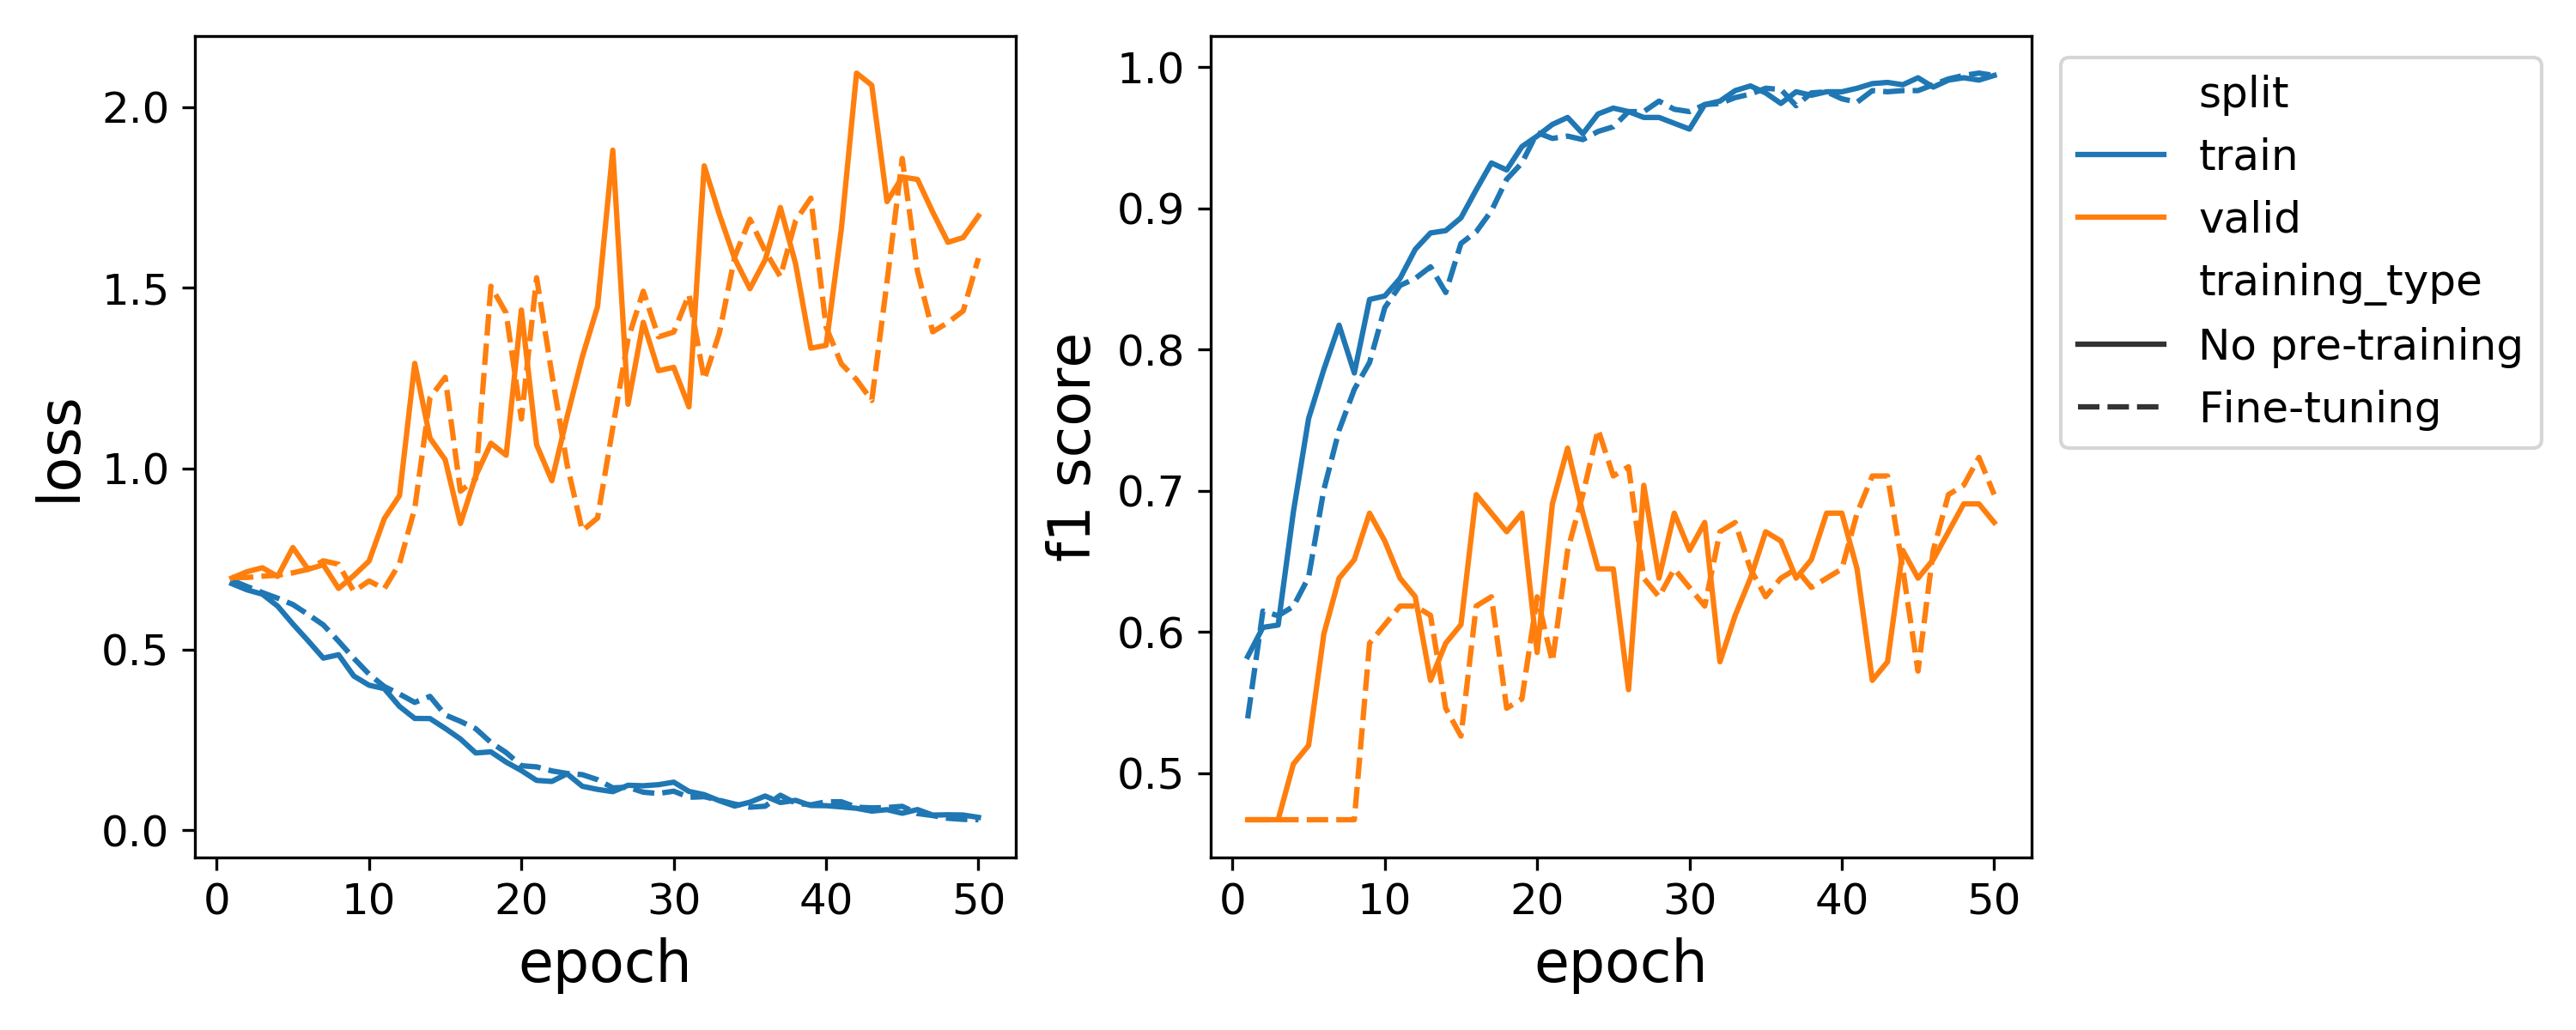 loss
2.0
1.5
1.0
0.5
0.0
0 10 20 30 40 50
epoch
f1 score
1.0
0.9
0.8
0.7
0.6
0.5
0 10 20 30 40 50
epoch
split
train
valid
training_type
No pre-training
Fine-tuning